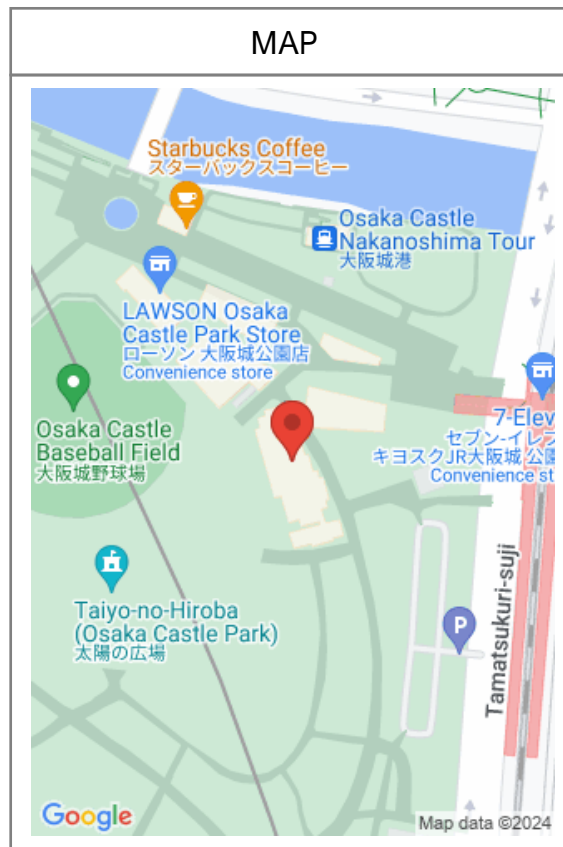 MAP
Starbucks Coffee
スターバックスコーヒー
Osaka Castle
Nakanoshima Tour
大阪城港
LAWSON Osaka
Castle Park Store
ローソン 大阪城公園店
Convenience store
7-Elev
セブン-イレブ
キヨスクJR大阪城 公園
Convenience st
Osaka Castle
Baseball Field
大阪城野球場
Taiyo-no-Hiroba
(Osaka Castle Park)
太陽の広場
P
Tamatsukuri-suji
Google
Map data ©2024